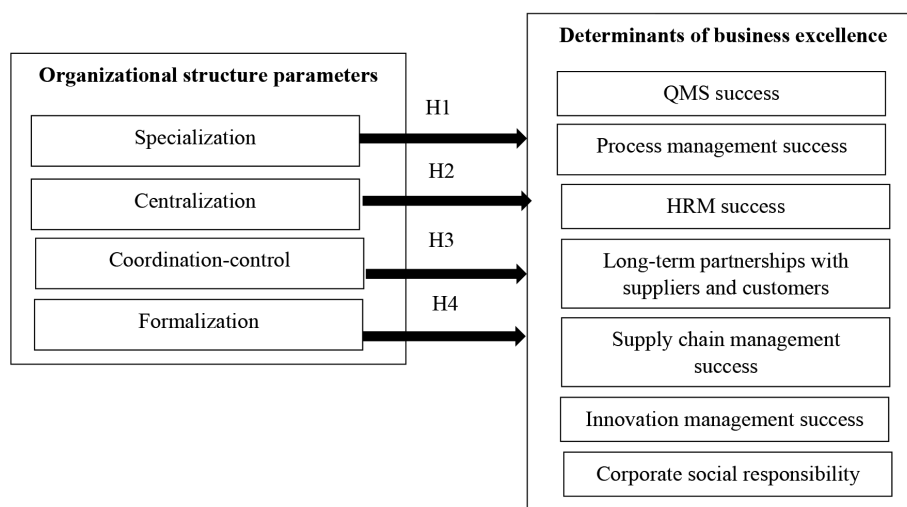 Organizational structure parameters
Specialization
Centralization
Coordination-control
Formalization
H1
H2
H3
H4
Determinants of business excellence
QMS success
Process management success
HRM success
Long-term partnerships with
suppliers and customers
Supply chain management
success
Innovation management success
Corporate social responsibility